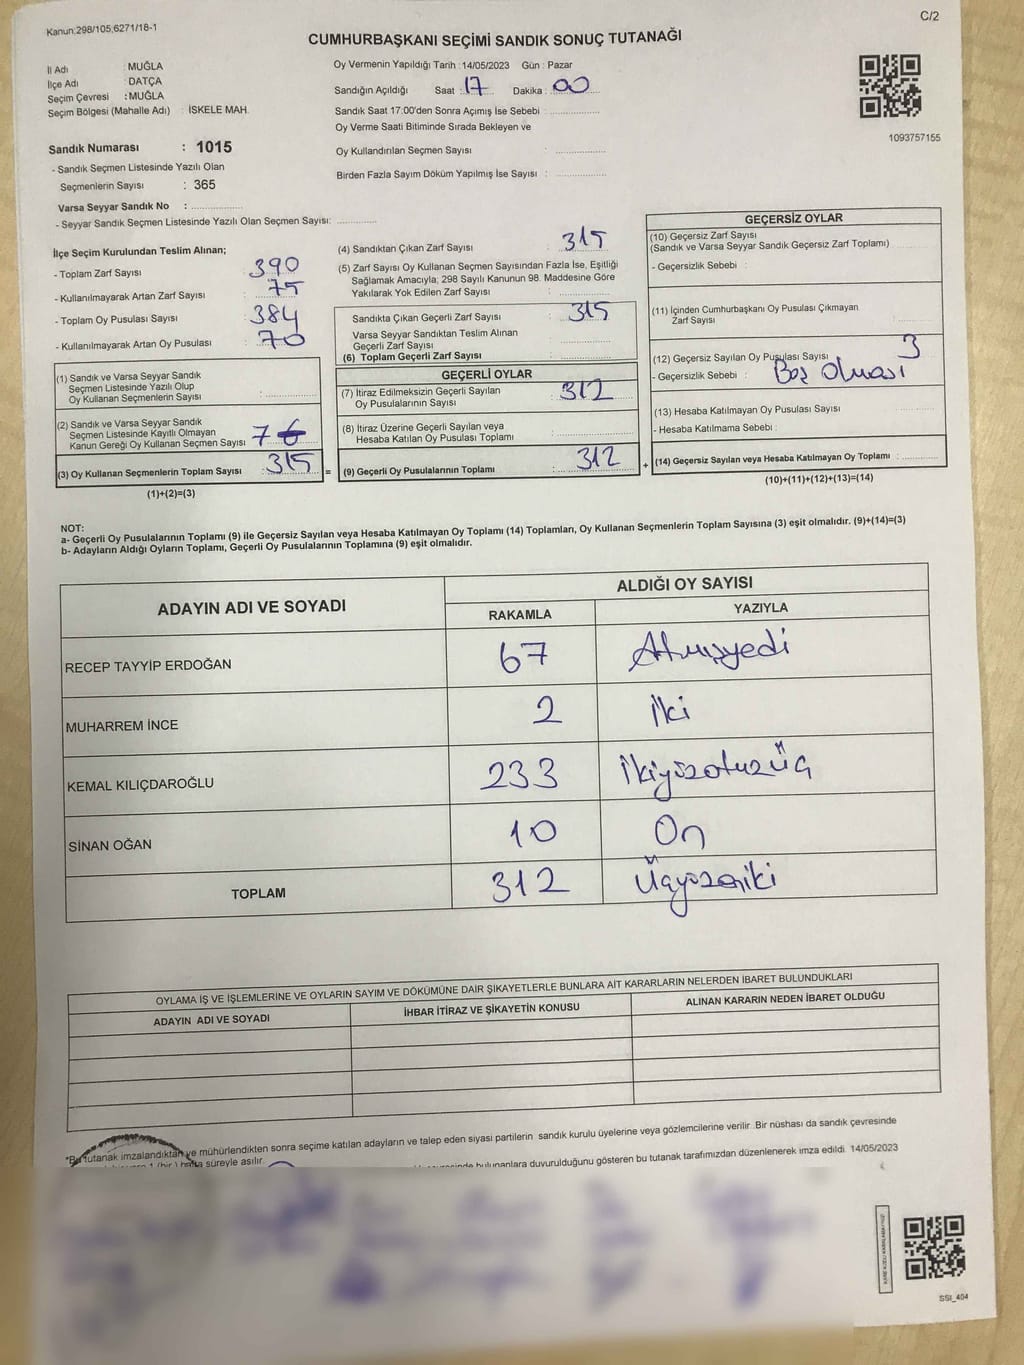 Kanun:298/105;6271/18-1
C/2
CUMHURBAŞKANI SEÇİMİ SANDIK SONUÇ TUTANAĞI
İl Adı : MUĞLA
İlçe Adı : DATÇA
Seçim Çevresi : MUĞLA
Seçim Bölgesi (Mahalle Adı) : İSKELE MAH.
Sandık Numarası : 1015
- Sandık Seçmen Listesinde Yazılı Olan
Seçmenlerin Sayısı : 365
Varsa Seyyar Sandık No :
- Seyyar Sandık Seçmen Listesinde Yazılı Olan Seçmen Sayısı:
Oy Vermenin Yapıldığı Tarih : 14/05/2023 Gün : Pazar
Sandığın Açıldığı Saat : 17 Dakika : 00
Sandık Saat 17:00'den Sonra Açımış İse Sebebi :
Oy Verme Saati Bitiminde Sırada Bekleyen ve
Oy Kullandırılan Seçmen Sayısı :
Birden Fazla Sayım Döküm Yapılmış İse Sayısı :
1093757155
İlçe Seçim Kurulundan Teslim Alınan;
- Toplam Zarf Sayısı : 390
- Kullanılmayarak Artan Zarf Sayısı : 75
- Toplam Oy Pusulası Sayısı : 384
- Kullanılmayarak Artan Oy Pusulası : 70
(1) Sandık ve Varsa Seyyar Sandık
Seçmen Listesinde Yazılı Olup
Oy Kullanan Seçmenlerin Sayısı :
(2) Sandık ve Varsa Seyyar Sandık
Seçmen Listesinde Kayıtlı Olmayan
Kanun Gereği Oy Kullanan Seçmen Sayısı : 7
(3) Oy Kullanan Seçmenlerin Toplam Sayısı : 315
(1)+(2)=(3)
(4) Sandıktan Çıkan Zarf Sayısı : 315
(5) Zarf Sayısı Oy Kullanan Seçmen Sayısından Fazla İse, Eşitliği
Sağlamak Amacıyla; 298 Sayılı Kanunun 98. Maddesine Göre
Yakılarak Yok Edilen Zarf Sayısı :
Sandıkta Çıkan Geçerli Zarf Sayısı : 315
Varsa Seyyar Sandıktan Teslim Alınan
Geçerli Zarf Sayısı :
(6) Toplam Geçerli Zarf Sayısı :
GEÇERLİ OYLAR
(7) İtiraz Edilmeksizin Geçerli Sayılan
Oy Pusulalarının Sayısı : 312
(8) İtiraz Üzerine Geçerli Sayılan veya
Hesaba Katılan Oy Pusulası Toplamı :
= (9) Geçerli Oy Pusulalarının Toplamı : 312
GEÇERSİZ OYLAR
(10) Geçersiz Zarf Sayısı
(Sandık ve Varsa Seyyar Sandık Geçersiz Zarf Toplamı)
- Geçersizlik Sebebi :
(11) İçinden Cumhurbaşkanı Oy Pusulası Çıkmayan
Zarf Sayısı :
(12) Geçersiz Sayılan Oy Pusulası Sayısı : 3
- Geçersizlik Sebebi : Boş Olması
(13) Hesaba Katılmayan Oy Pusulası Sayısı :
- Hesaba Katılmama Sebebi :
+ (14) Geçersiz Sayılan veya Hesaba Katılmayan Oy Toplamı :
(10)+(11)+(12)+(13)=(14)
NOT:
a- Geçerli Oy Pusulalarının Toplamı (9) ile Geçersiz Sayılan veya Hesaba Katılmayan Oy Toplamı (14) Toplamları, Oy Kullanan Seçmenlerin Toplam Sayısına (3) eşit olmalıdır. (9)+(14)=(3)
b- Adayların Aldığı Oyların Toplamı, Geçerli Oy Pusulalarının Toplamına (9) eşit olmalıdır.
ADAYIN ADI VE SOYADI ALDIĞI OY SAYISI
RAKAMLA YAZIYLA
RECEP TAYYİP ERDOĞAN 67 Atmışyedi
MUHARREM İNCE 2 İki
KEMAL KILIÇDAROĞLU 233 İkiyüzotuzüç
SİNAN OĞAN 10 On
TOPLAM 312 Üçyüzoniki
OYLAMA İŞ VE İŞLEMLERİNE VE OYLARIN SAYIM VE DÖKÜMÜNE DAİR ŞİKAYETLERLE BUNLARA AİT KARARLARIN NELERDEN İBARET BULUNDUKLARI
ADAYIN ADI VE SOYADI İHBAR İTİRAZ VE ŞİKAYETİN KONUSU ALINAN KARARIN NEDEN İBARET OLDUĞU
*Bu tutanak imzalandıktan ve mühürlendikten sonra seçime katılan adayların ve talep eden siyasi partilerin sandık kurulu üyelerine veya gözlemcilerine verilir. Bir nüshası da sandık çevresinde
1 (bir) hafta süreyle asılır.
bulunanlara duyurulduğunu gösteren bu tutanak tarafımızdan düzenlenerek imza edildi. 14/05/2023
SSI_404